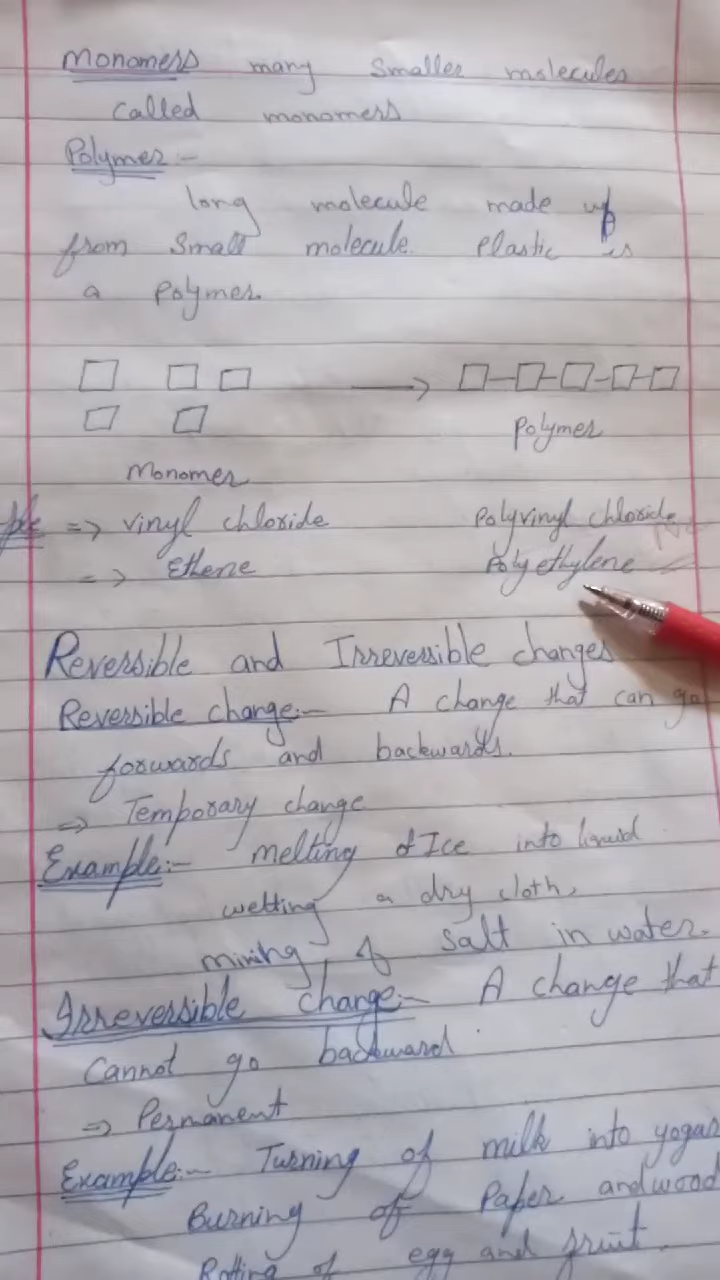 Monomers many smaller molecules
called monomers
Polymer:-
long molecule made up
from small molecule. Plastic is
a polymer.
Polymer
Monomer
=> vinyl chloride Polyvinyl chloride
=> Ethene Polyethylene
Reversible and Irreversible changes
Reversible change:- A change that can go
forwards and backwards.
=> Temporary change
Example:- melting of Ice into liquid
wetting a dry cloth,
mixing of salt in water.
Irreversible change:- A change that
Cannot go backward
=> Permanent
Example:- Turning of milk into
Burning of Paper and wood
Rotting of egg and fruit.